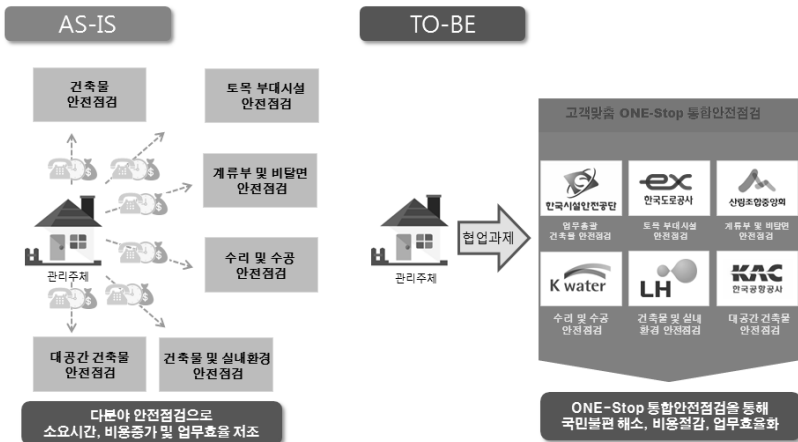 AS-IS
건축물
안전점검
토목 부대시설
안전점검
계류부 및 비탈면
안전점검
관리주체
수리 및 수공
안전점검
대공간 건축물
안전점검
건축물 및 실내환경
안전점검
다분야 안전점검으로
소요시간, 비용증가 및 업무효율 저조
TO-BE
관리주체
협업과제
고객맞춤 ONE-Stop 통합안전점검
한국시설안전공단
업무총괄
건축물 안전점검
ex
한국도로공사
토목 부대시설
안전점검
산림조합중앙회
계류부 및 비탈면
안전점검
K water
수리 및 수공
안전점검
LH
건축물 및 실내
환경 안전점검
KAC
한국공항공사
대공간 건축물
안전점검
ONE-Stop 통합안전점검을 통해
국민불편 해소, 비용절감, 업무효율화